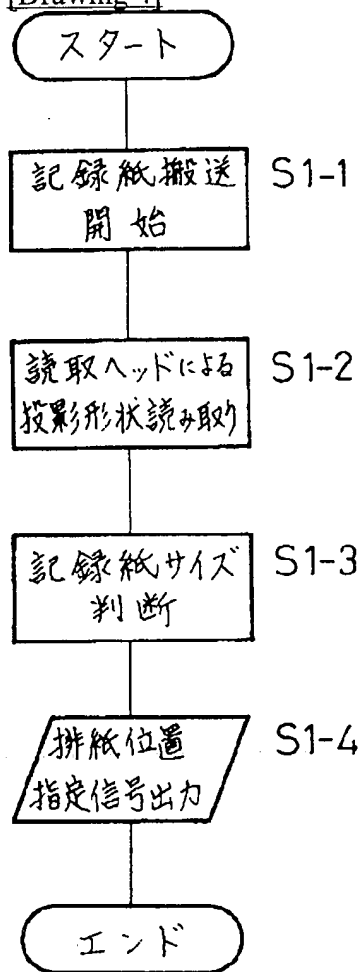 スタート
記録紙搬送 S1-1
開始
読取ヘッドによる S1-2
投影形状読み取り
記録紙サイズ S1-3
判断
排紙位置 S1-4
指定信号出力
エンド